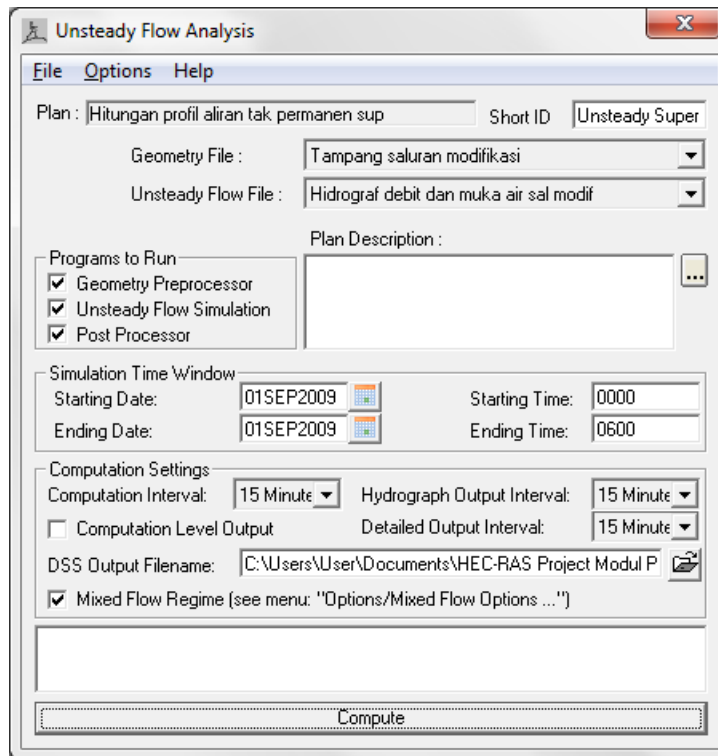 Unsteady Flow Analysis
File Options Help
Plan : Hitungan profil aliran tak permanen sup Short ID Unsteady Super
Geometry File : Tampang saluran modifikasi
Unsteady Flow File : Hidrograf debit dan muka air sal modif
Plan Description :
Programs to Run
Geometry Preprocessor
...
Unsteady Flow Simulation
Post Processor
Simulation Time Window
Starting Date: 01SEP2009 Starting Time: 0000
Ending Date: 01SEP2009 Ending Time: 0600
Computation Settings
Computation Interval: 15 Minute Hydrograph Output Interval: 15 Minute
Computation Level Output Detailed Output Interval: 15 Minute
DSS Output Filename: C:\Users\User\Documents\HEC-RAS Project Modul P
Mixed Flow Regime (see menu: "Options/Mixed Flow Options ...")
Compute